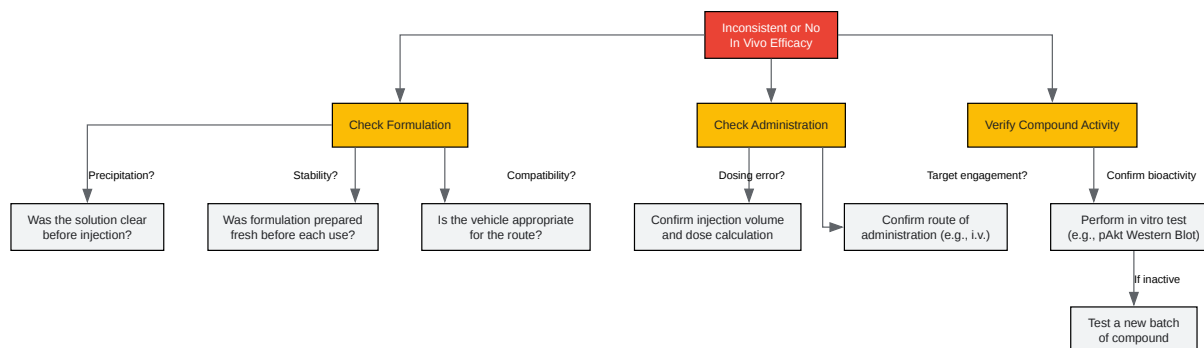 Inconsistent or No
In Vivo Efficacy
Check Formulation
Check Administration
Verify Compound Activity
Precipitation?
Stability?
Compatibility?
Dosing error?
Target engagement?
Confirm bioactivity
Was the solution clear
before injection?
Was formulation prepared
fresh before each use?
Is the vehicle appropriate
for the route?
Confirm injection volume
and dose calculation
Confirm route of
administration (e.g., i.v.)
Perform in vitro test
(e.g., pAkt Western Blot)
If inactive
Test a new batch
of compound